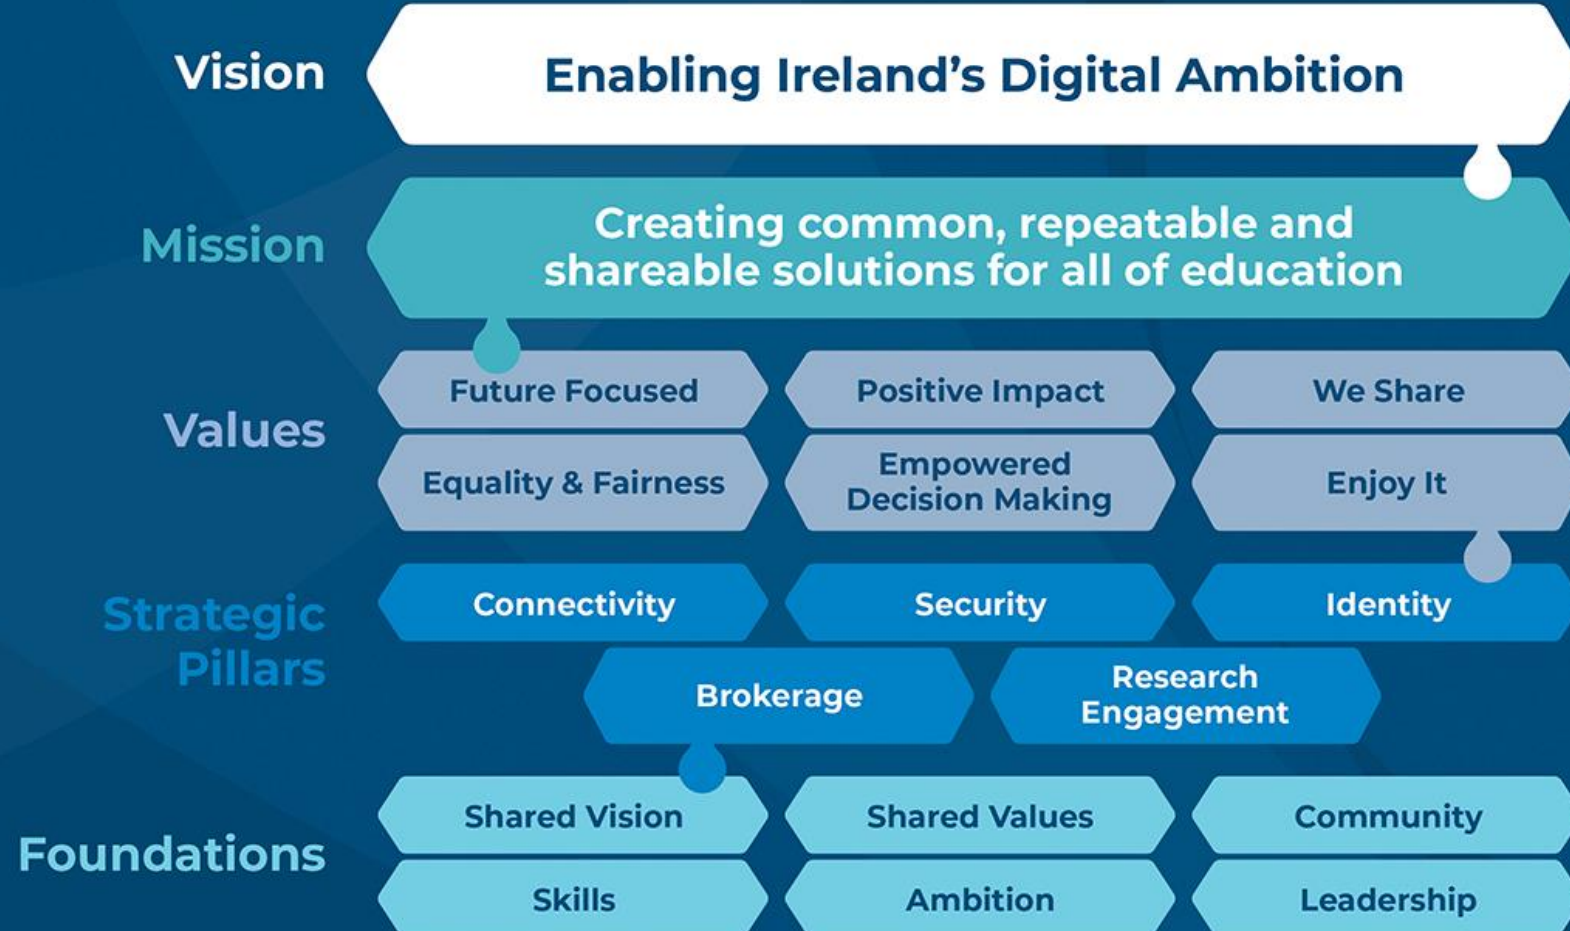 Vision
Enabling Ireland’s Digital Ambition
Mission
Creating common, repeatable and
shareable solutions for all of education
Values
Future Focused
Positive Impact
We Share
Equality & Fairness
Empowered
Decision Making
Enjoy It
Strategic
Pillars
Connectivity
Security
Identity
Brokerage
Research
Engagement
Foundations
Shared Vision
Shared Values
Community
Skills
Ambition
Leadership